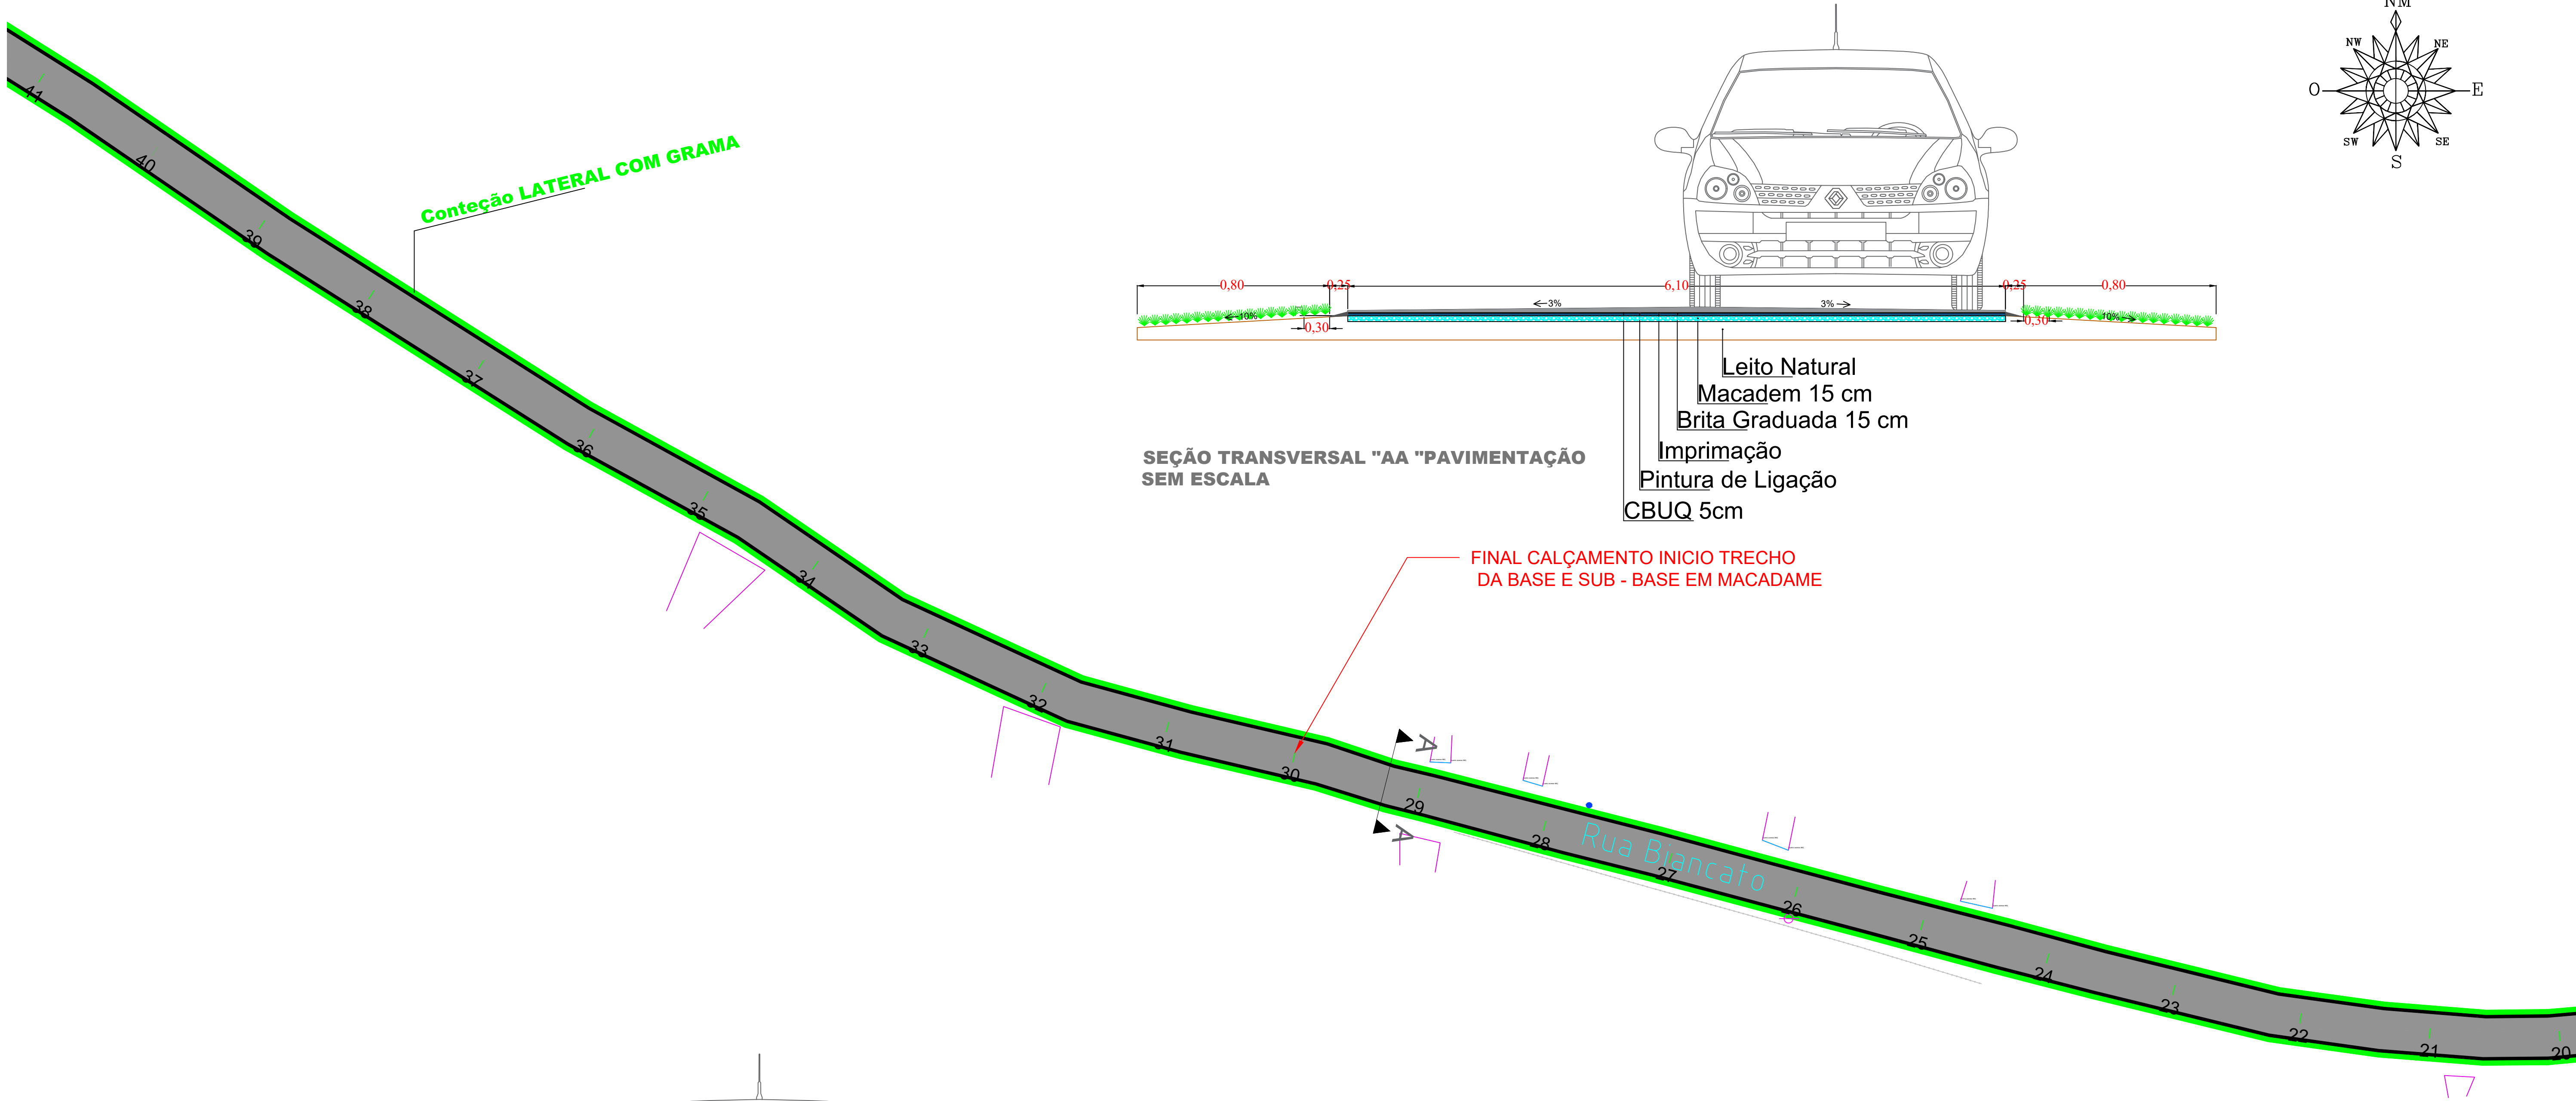 NM
NW
NE
O
E
SW
SE
S
Conteção LATERAL COM GRAMA
0,80
0,25
6,10
0,25
0,80
10%
3%
3%
10%
0,30
0,30
Leito Natural
Macadem 15 cm
Brita Graduada 15 cm
Imprimação
Pintura de Ligação
CBUQ 5cm
SEÇÃO TRANSVERSAL "AA "PAVIMENTAÇÃO
SEM ESCALA
FINAL CALÇAMENTO INICIO TRECHO
DA BASE E SUB - BASE EM MACADAME
41
40
39
38
37
36
35
34
33
32
31
30
A
A
29
28
Rua Biancato
27
26
25
24
23
22
21
20